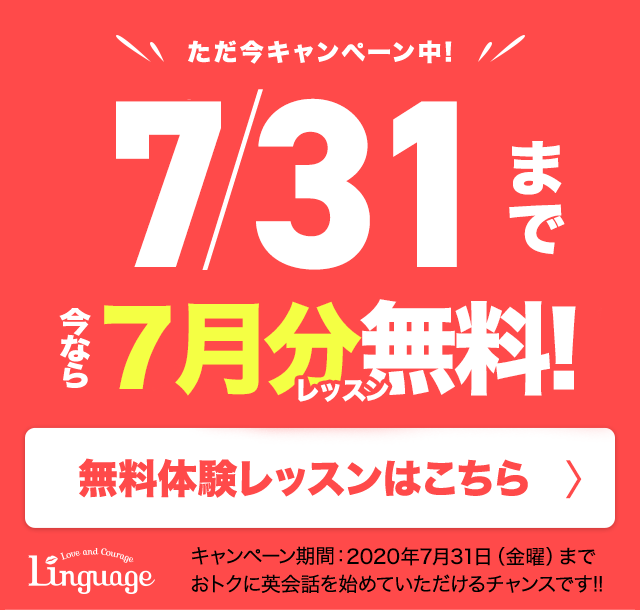 ただ今キャンペーン中!
7/31まで
今なら7月分レッスン無料!
無料体験レッスンはこちら 〉
Love and Courage
Linguage
キャンペーン期間：2020年7月31日（金曜）まで
おトクに英会話を始めていただけるチャンスです!!